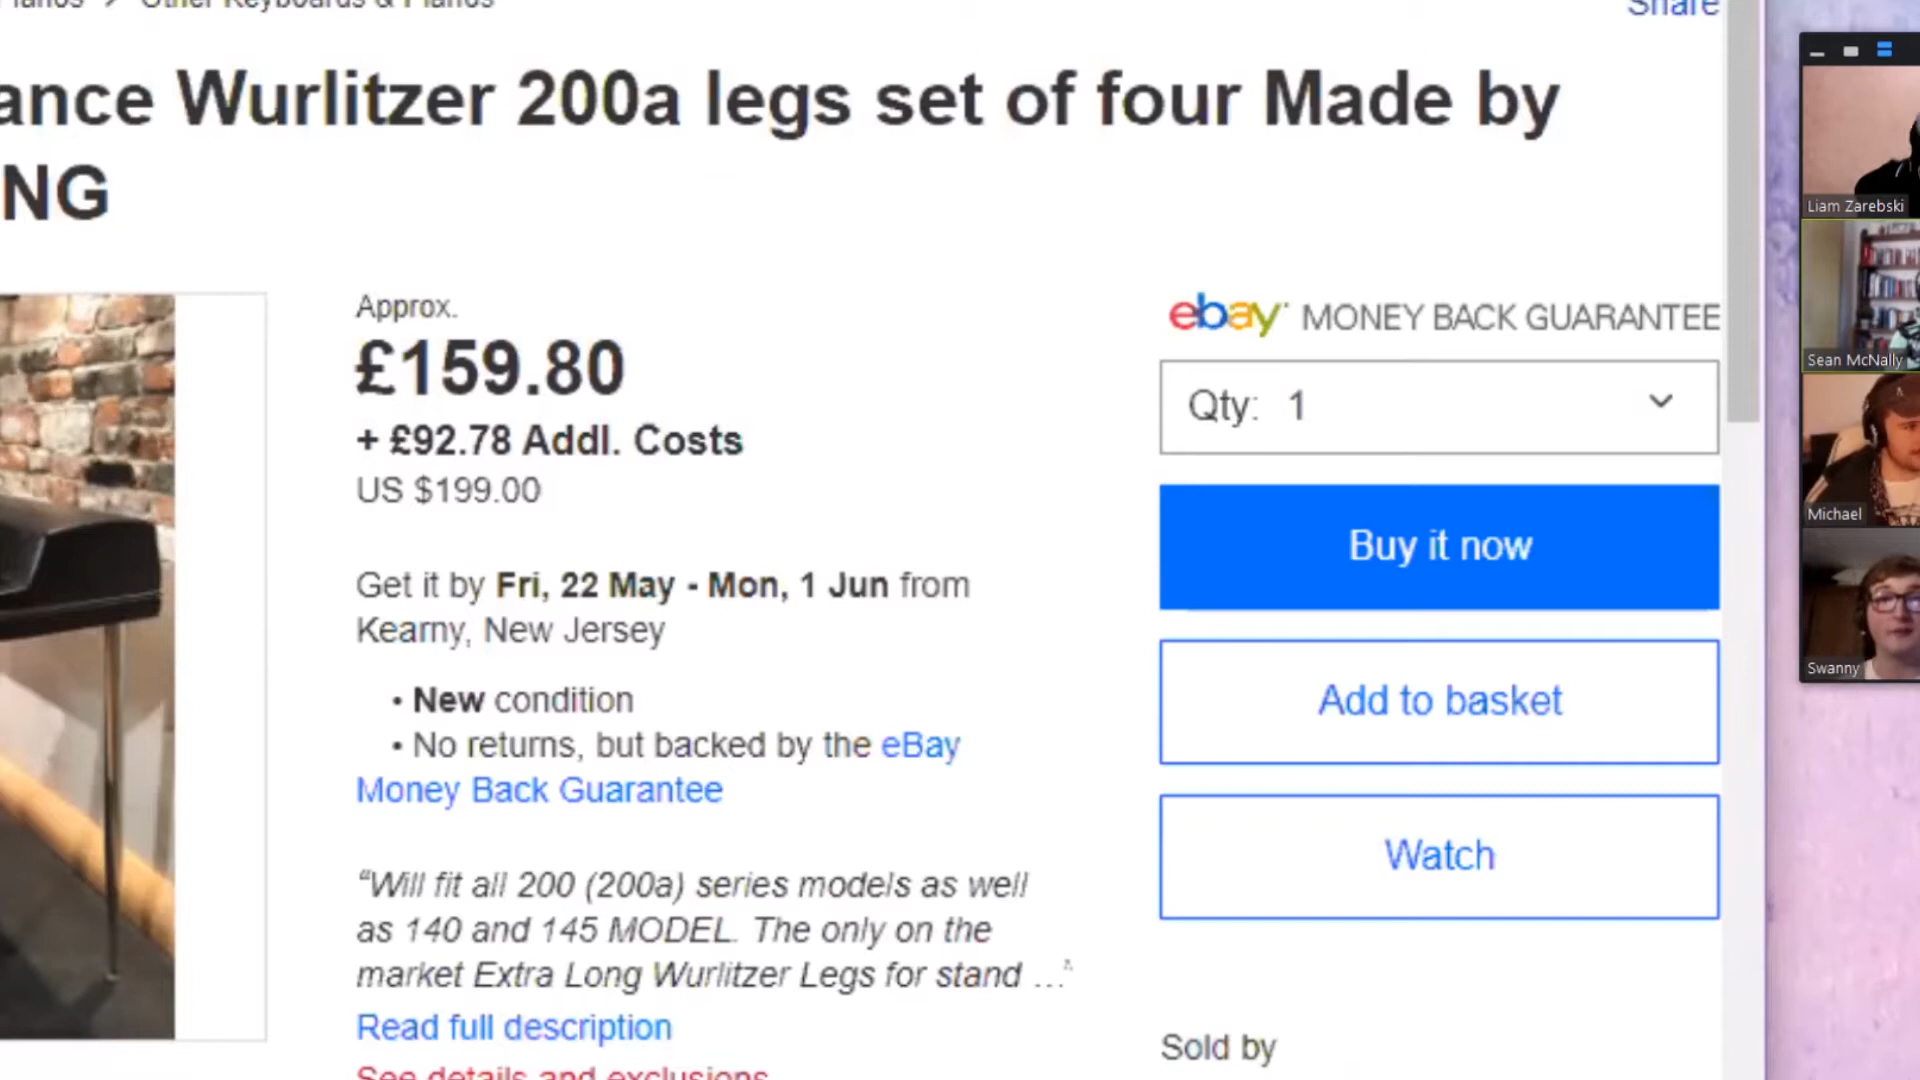 Other Keyboards & Pianos
Share
ance Wurlitzer 200a legs set of four Made by
NG
Approx.
£159.80
+ £92.78 Addl. Costs
US $199.00
Get it by Fri, 22 May - Mon, 1 Jun from
Kearny, New Jersey
• New condition
• No returns, but backed by the eBay
Money Back Guarantee
“Will fit all 200 (200a) series models as well
as 140 and 145 MODEL. The only on the
market Extra Long Wurlitzer Legs for stand ...”
Read full description
See details and exclusions
ebay MONEY BACK GUARANTEE
Qty: 1
Buy it now
Add to basket
Watch
Sold by
Liam Zarebski
Sean McNally
Michael
Swanny